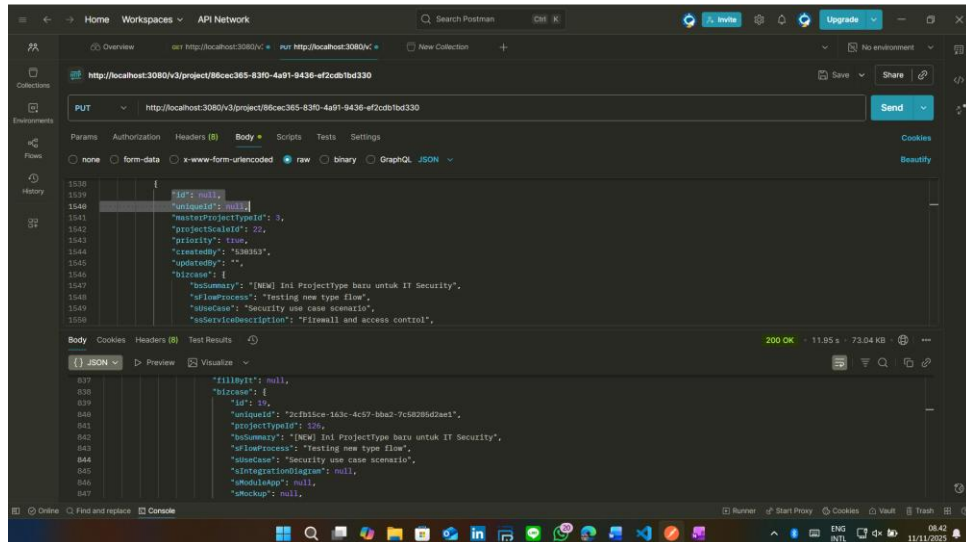 Home Workspaces API Network Search Postman Ctrl K Invite Upgrade
Overview GET http://localhost:3080/v: PUT http://localhost:3080/v: New Collection No environment
http://localhost:3080/v3/project/86cec365-83f0-4a91-9436-ef2cdb1bd330 Save Share
PUT http://localhost:3080/v3/project/86cec365-83f0-4a91-9436-ef2cdb1bd330 Send
Params Authorization Headers (8) Body Scripts Tests Settings Cookies
none form-data x-www-form-urlencoded raw binary GraphQL JSON Beautify
Collections
Environments
Flows
History
1538 {
1539 "id": null,
1540 "uniqueId": null,
1541 "masterProjectTypeId": 3,
1542 "projectScaleId": 22,
1543 "priority": true,
1544 "createdBy": "530353",
1545 "updatedBy": "",
1546 "bizcase": {
1547 "bsSummary": "[NEW] Ini ProjectType baru untuk IT Security",
1548 "sFlowProcess": "Testing new type flow",
1549 "sUseCase": "Security use case scenario",
1550 "ssServiceDescription": "Firewall and access control",
Body Cookies Headers (8) Test Results 200 OK 11.95 s 73.04 KB
{} JSON Preview Visualize
837 "fillByIt": null,
838 "bizcase": {
839 "id": 19,
840 "uniqueId": "2cfb15ce-163c-4c57-bba2-7c58205d2ae1",
841 "projectTypeId": 126,
842 "bsSummary": "[NEW] Ini ProjectType baru untuk IT Security",
843 "sFlowProcess": "Testing new type flow",
844 "sUseCase": "Security use case scenario",
845 "sIntegrationDiagram": null,
846 "sModuleApp": null,
847 "sMockup": null,
Online Find and replace Console Runner Start Proxy Cookies Vault Trash
ENG 08.42
INTL 11/11/2025